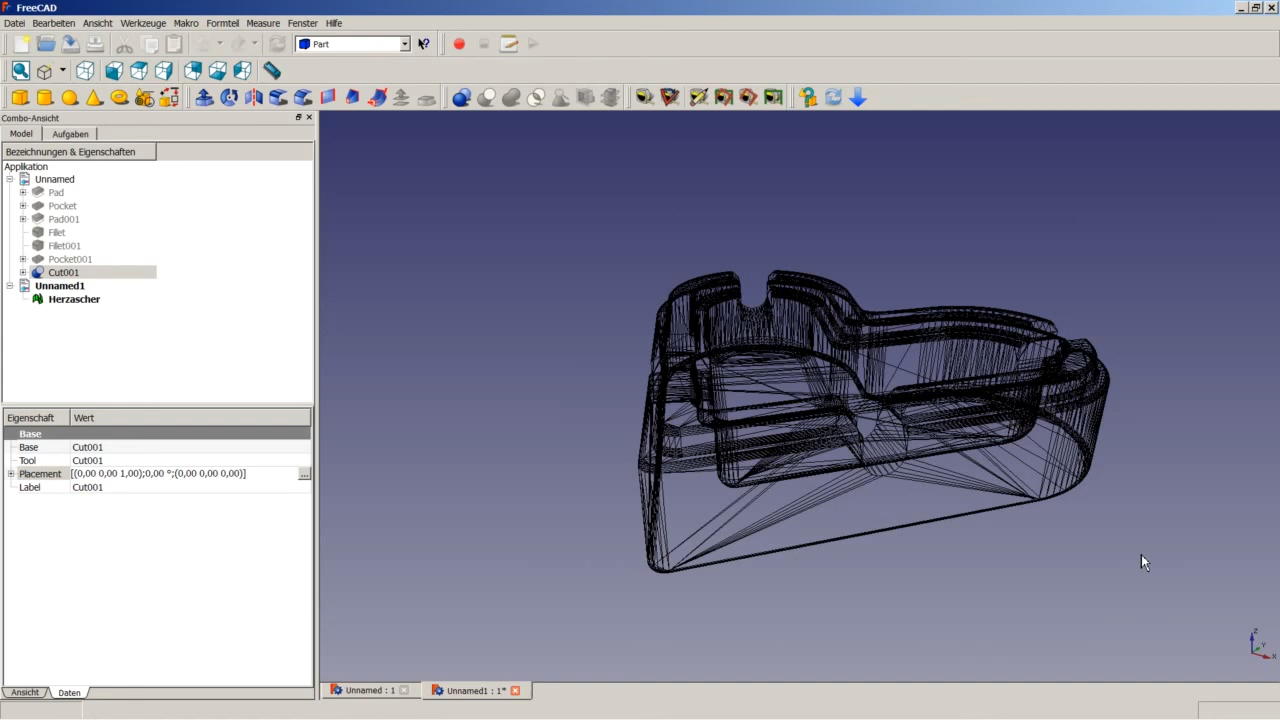 FreeCAD
Datei Bearbeiten Ansicht Werkzeuge Makro Formteil Measure Fenster Hilfe
Part
Combo-Ansicht
Model Aufgaben
Bezeichnungen & Eigenschaften
Applikation
Unnamed
Pad
Pocket
Pad001
Fillet
Fillet001
Pocket001
Cut001
Unnamed1
Herzascher
Eigenschaft Wert
Base
Base Cut001
Tool Cut001
Placement [(0,00 0,00 1,00);0,00 °;(0,00 0,00 0,00)] ...
Label Cut001
Z
Y
X
Ansicht Daten
Unnamed : 1
Unnamed1 : 1*